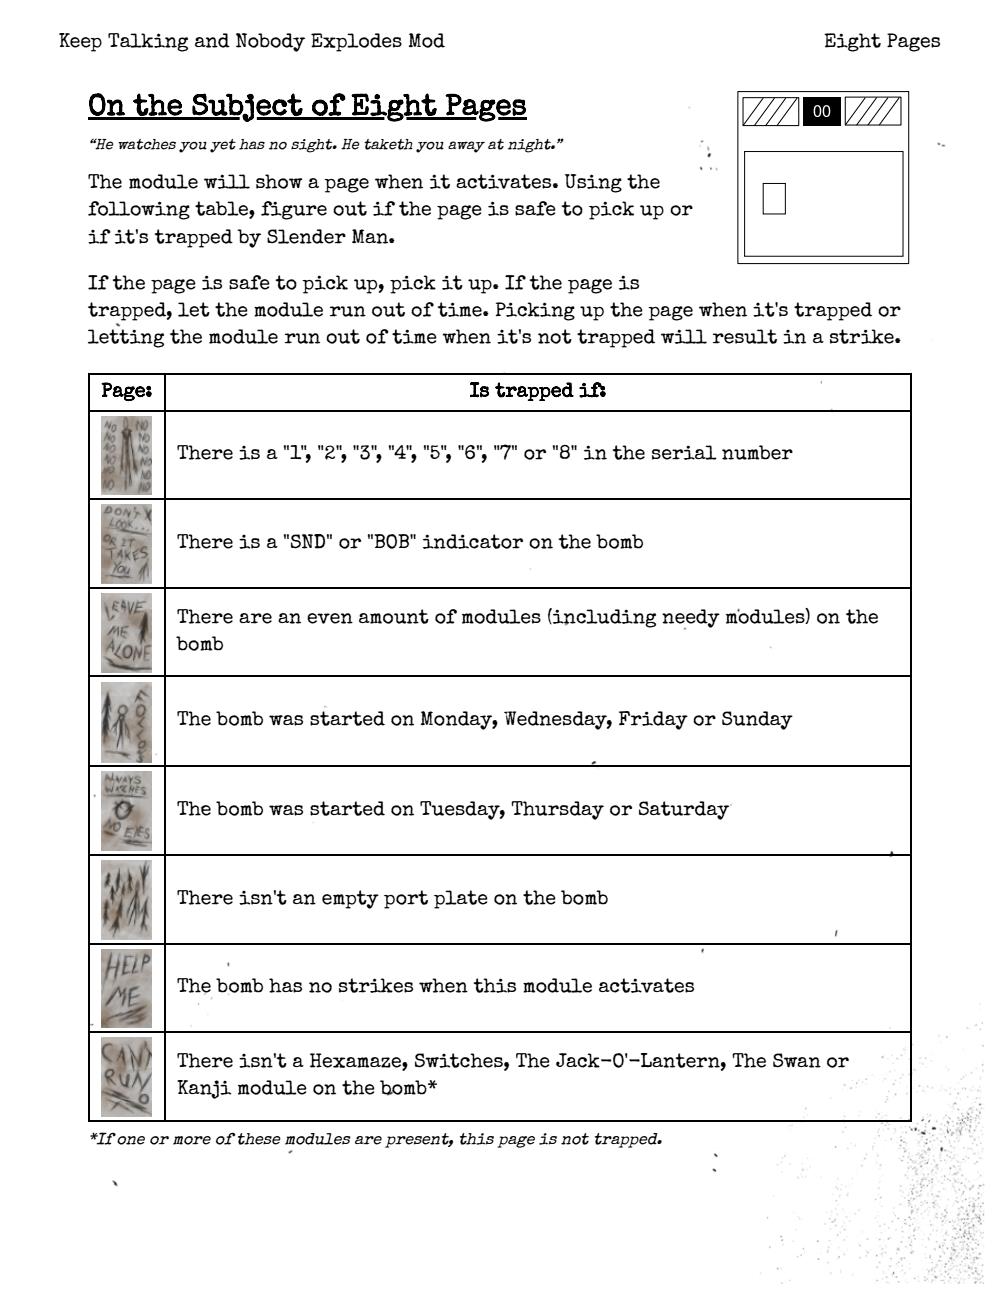 Keep Talking and Nobody Explodes Mod
Eight Pages
On the Subject of Eight Pages
00
“He watches you yet has no sight. He taketh you away at night.”
The module will show a page when it activates. Using the
following table, figure out if the page is safe to pick up or
if it's trapped by Slender Man.
If the page is safe to pick up, pick it up. If the page is
trapped, let the module run out of time. Picking up the page when it's trapped or
letting the module run out of time when it's not trapped will result in a strike.
Page:
Is trapped if:
NO NO
NO NO
NO NO
NO NO
NO NO
NO NO
There is a "1", "2", "3", "4", "5", "6", "7" or "8" in the serial number
DON'T
LOOK...
OR IT
TAKES
YOU
There is a "SND" or "BOB" indicator on the bomb
LEAVE
ME
ALONE
There are an even amount of modules (including needy modules) on the
bomb
FOLLOWS
The bomb was started on Monday, Wednesday, Friday or Sunday
ALWAYS
WATCHES
NO EYES
The bomb was started on Tuesday, Thursday or Saturday
There isn't an empty port plate on the bomb
HELP
ME
The bomb has no strikes when this module activates
CAN'T
RUN
There isn't a Hexamaze, Switches, The Jack-O'-Lantern, The Swan or
Kanji module on the bomb*
*If one or more of these modules are present, this page is not trapped.